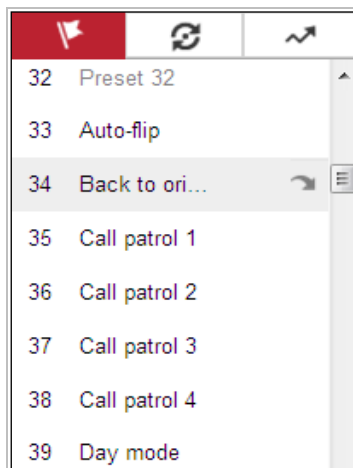 32 Preset 32
33 Auto-flip
34 Back to ori...
35 Call patrol 1
36 Call patrol 2
37 Call patrol 3
38 Call patrol 4
39 Day mode